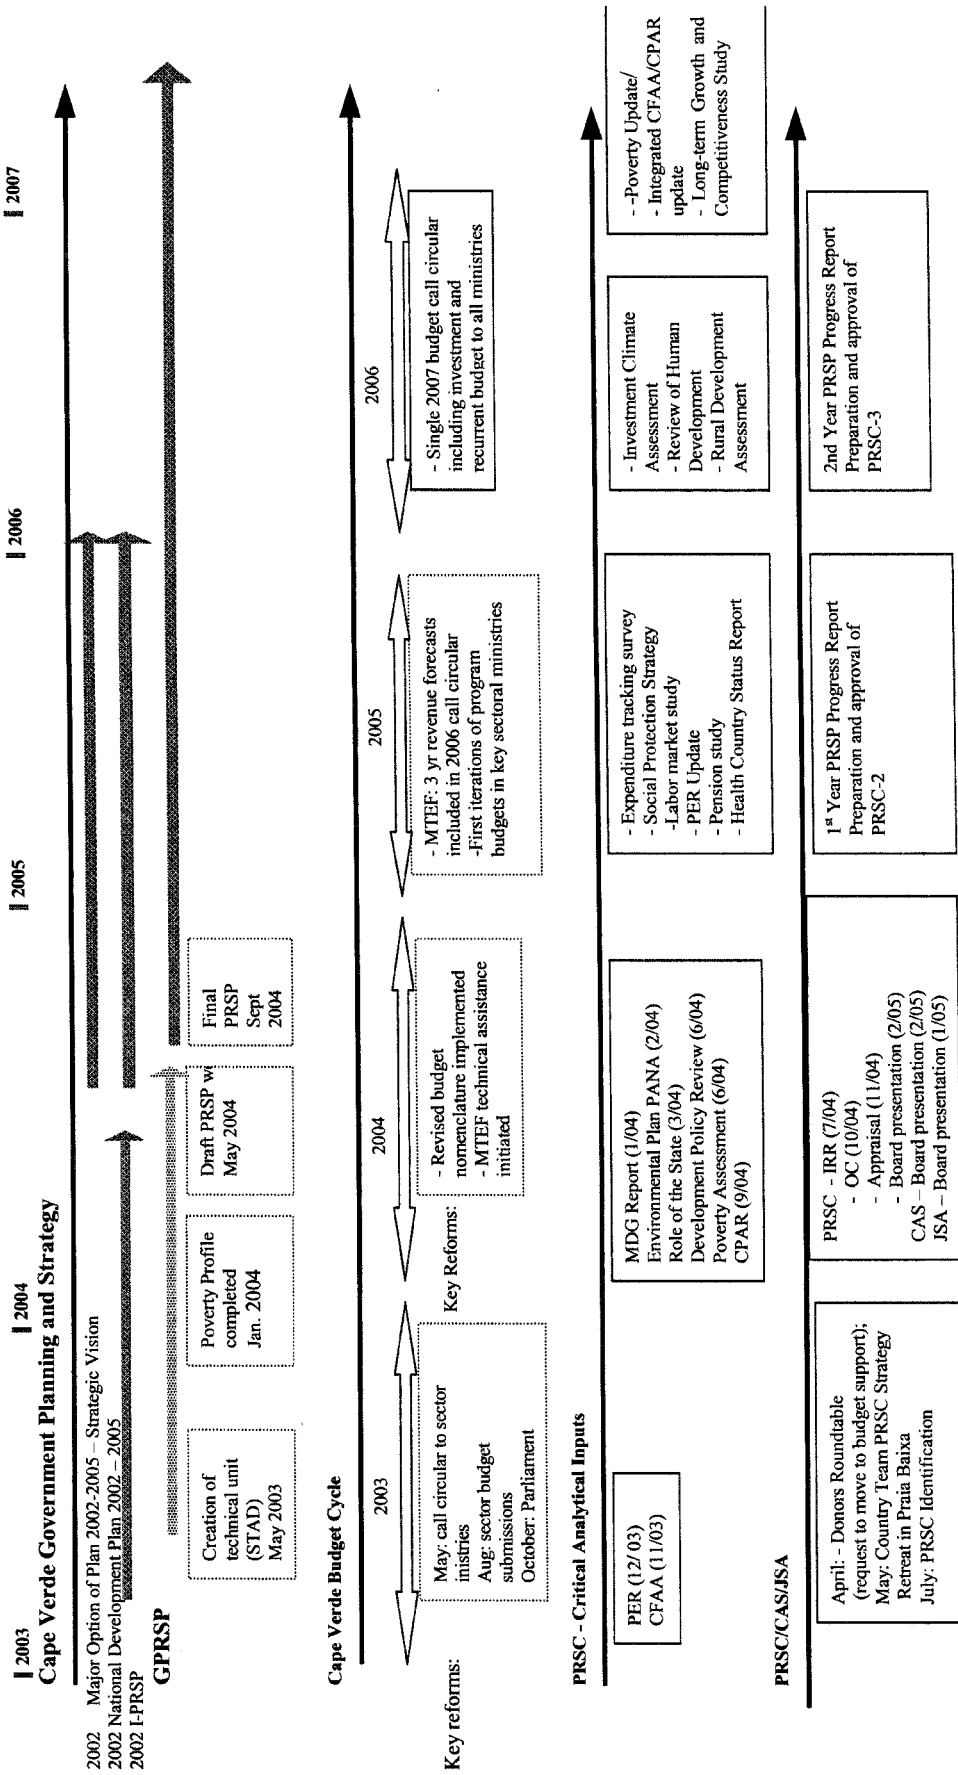 2003
2004
2005
2006
2007
Cape Verde Government Planning and Strategy
2002 Major Option of Plan 2002-2005 – Strategic Vision
2002 National Development Plan 2002 – 2005
2002 I-PRSP
GPRSP
Creation of
technical unit
(STAD)
May 2003
Poverty Profile
completed
Jan. 2004
Draft PRSP we
May 2004
Final
PRSP
Sept
2004
Cape Verde Budget Cycle
2003
2004
2005
2006
Key reforms:
May: call circular to sector
inistries
Aug: sector budget
submissions
October: Parliament
Key Reforms:
- Revised budget
nomenclature implemented
- MTEF technical assistance
initiated
- MTEF: 3 yr revenue forecasts
included in 2006 call circular
-First iterations of program
budgets in key sectoral ministries
- Single 2007 budget call circular
including investment and
recurrent budget to all ministries
PRSC - Critical Analytical Inputs
PER (12/ 03)
CFAA (11/03)
MDG Report (1/04)
Environmental Plan PANA (2/04)
Role of the State (3/04)
Development Policy Review (6/04)
Poverty Assessment (6/04)
CPAR (9/04)
- Expenditure tracking survey
- Social Protection Strategy
-Labor market study
- PER Update
- Pension study
- Health Country Status Report
- Investment Climate
Assessment
- Review of Human
Development
- Rural Development
Assessment
- -Poverty Update/
- Integrated CFAA/CPAR
update
- Long-term Growth and
Competitiveness Study
PRSC/CAS/JSA
April: - Donors Roundtable
(request to move to budget support);
May: Country Team PRSC Strategy
Retreat in Praia Baixa
July: PRSC Identification
PRSC - IRR (7/04)
- OC (10/04)
- Appraisal (11/04)
- Board presentation (2/05)
CAS – Board presentation (2/05)
JSA – Board presentation (1/05)
1st Year PRSP Progress Report
Preparation and approval of
PRSC-2
2nd Year PRSP Progress Report
Preparation and approval of
PRSC-3